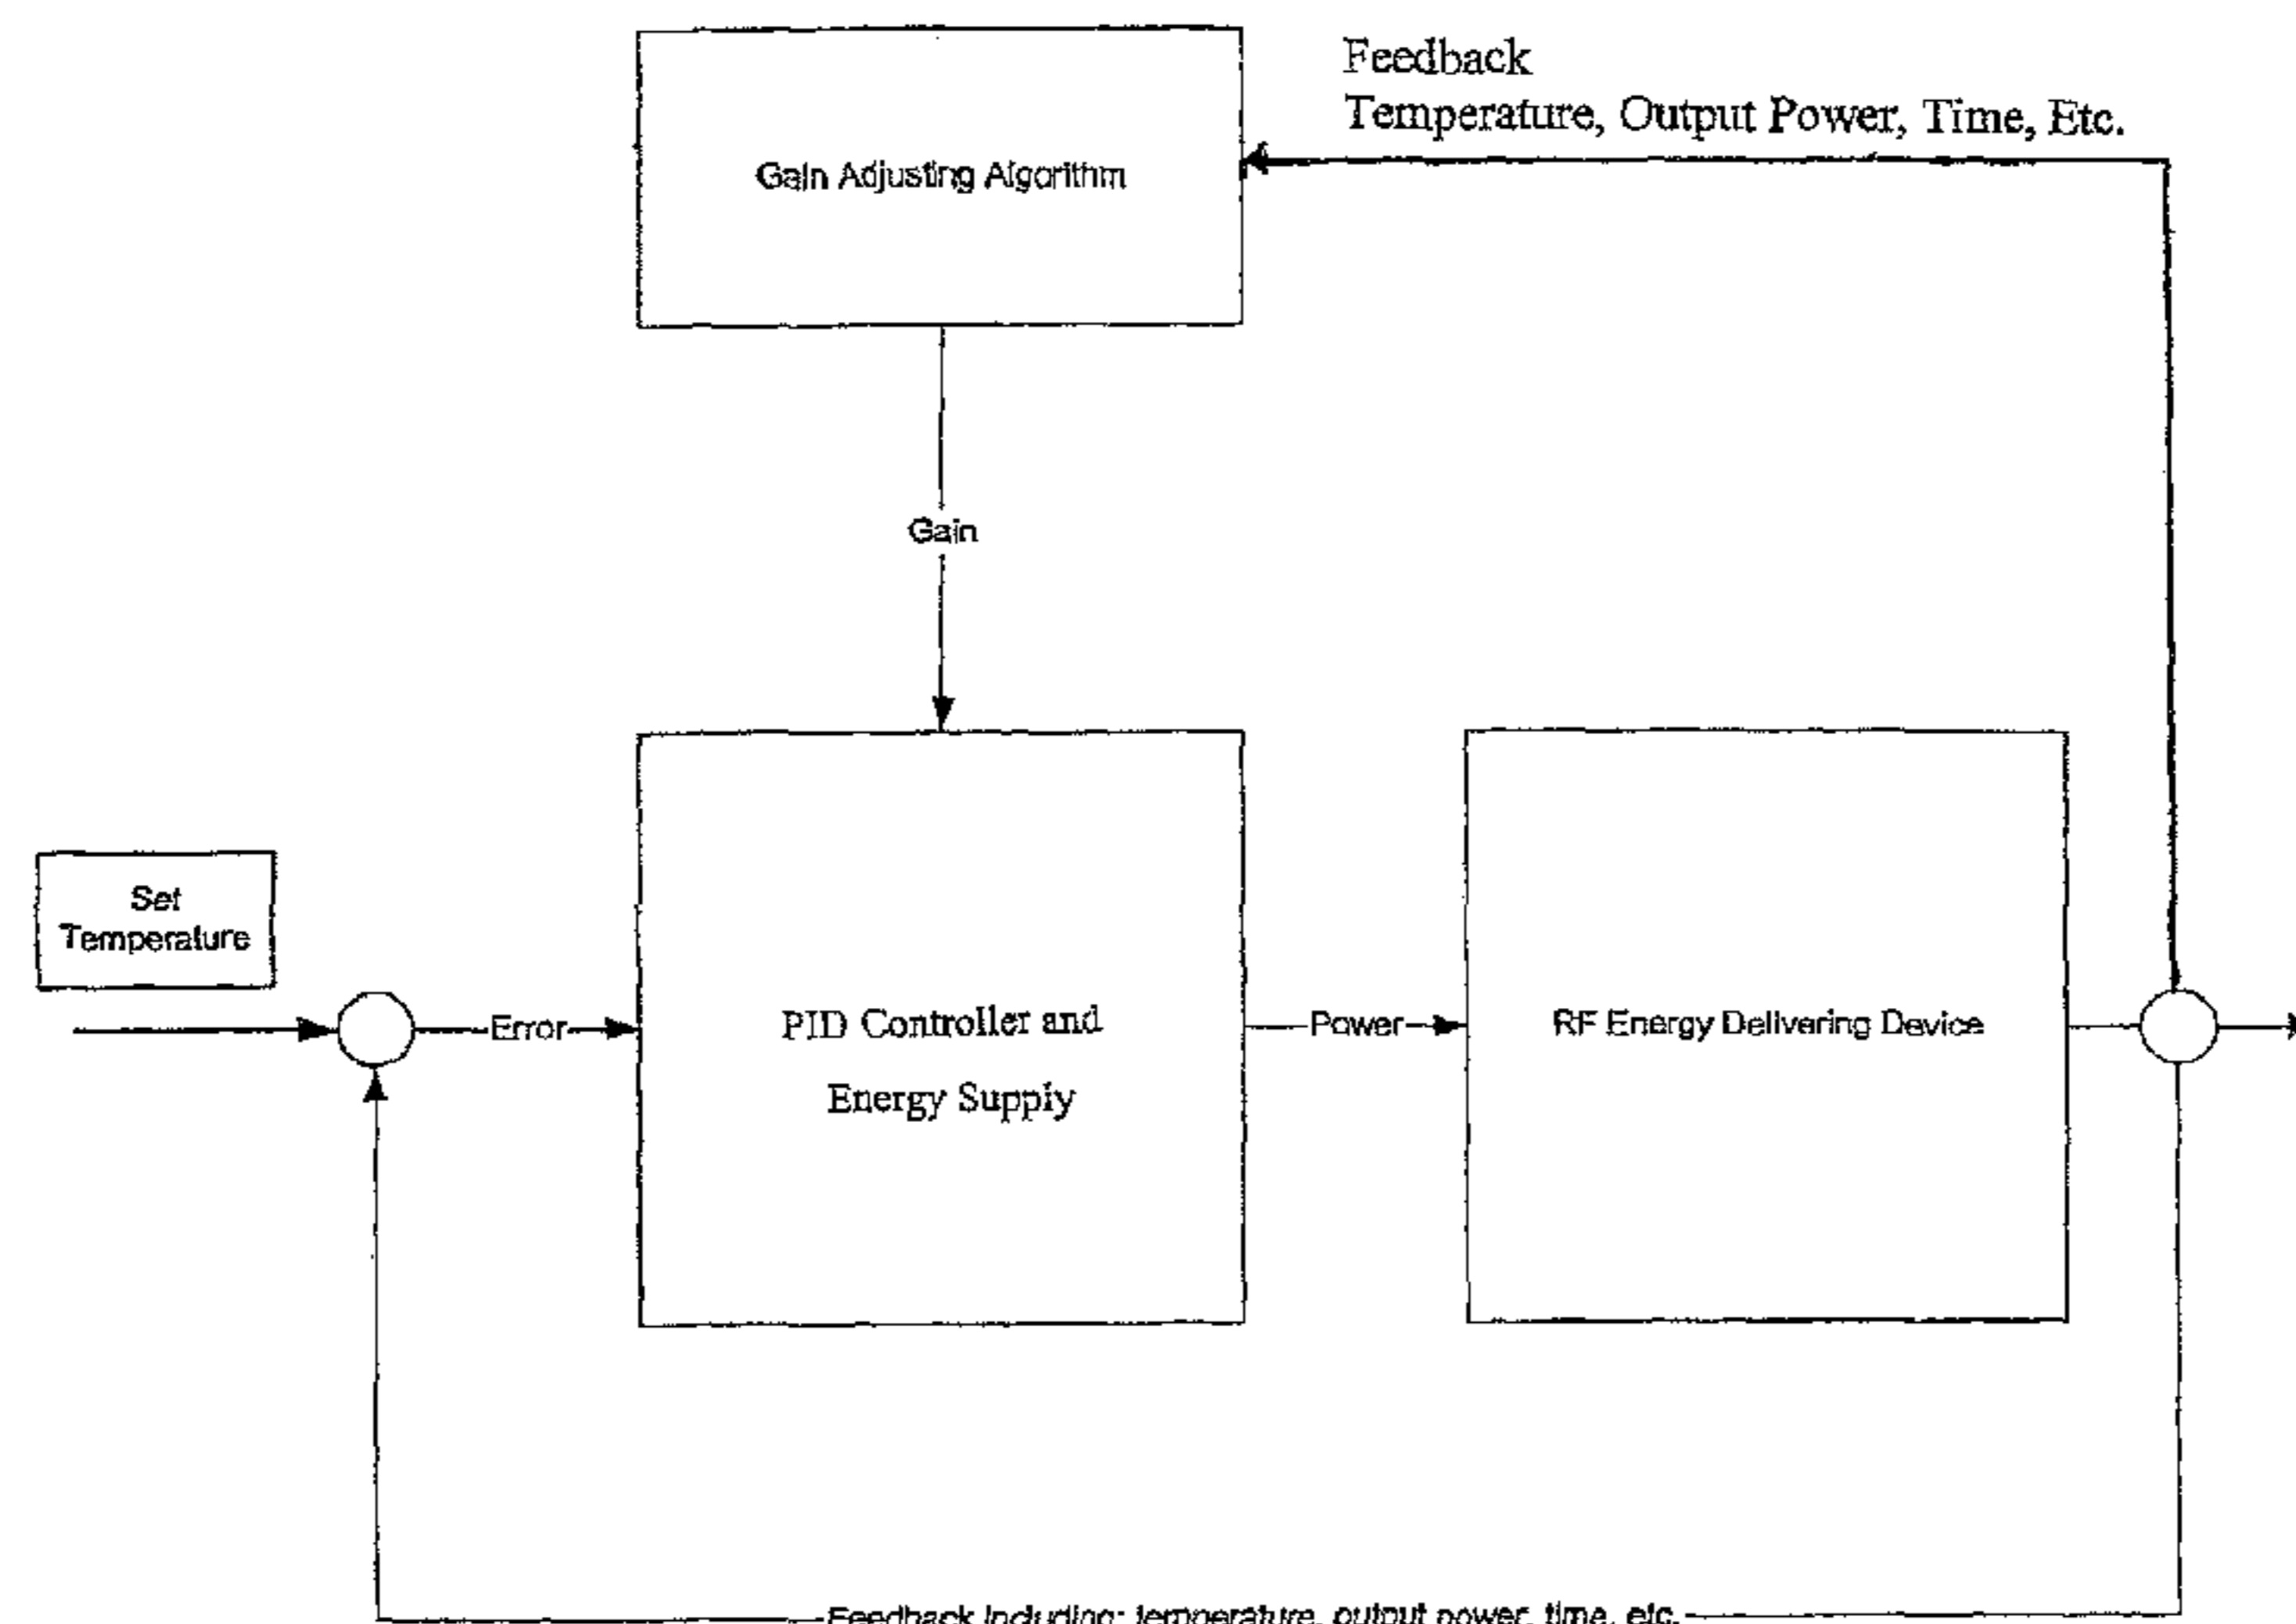 Feedback
Temperature, Output Power, Time, Etc.
Gain Adjusting Algorithm
Gain
Set
Temperature
Error
PID Controller and
Energy Supply
Power
RF Energy Delivering Device
Feedback including: temperature, output power, time, etc.